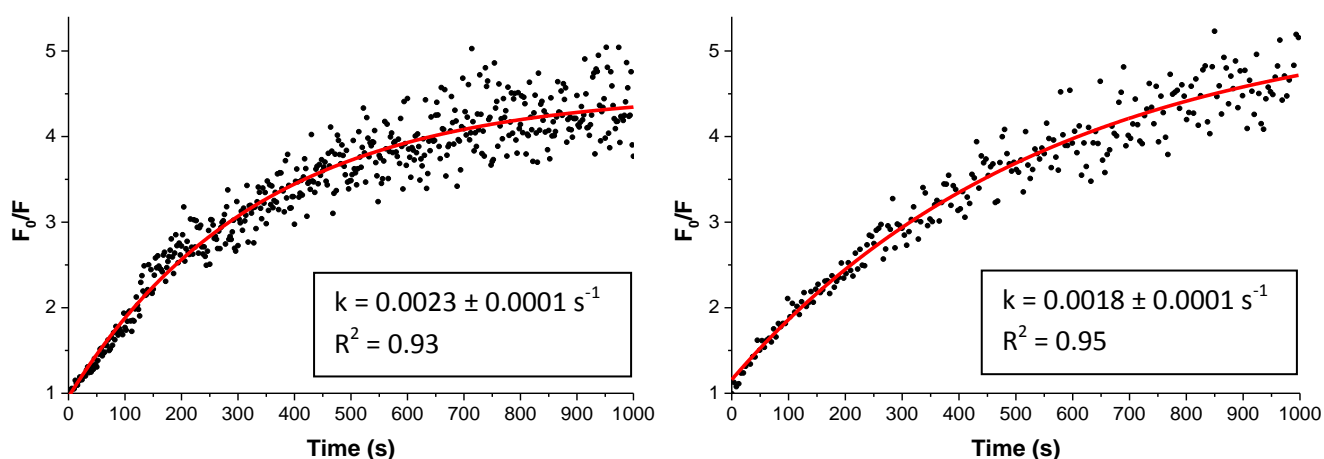 5
4
3
2
1
F₀/F
0 100 200 300 400 500 600 700 800 900 1000
Time (s)
k = 0.0023 ± 0.0001 s⁻¹
R² = 0.93
5
4
3
2
1
F₀/F
0 100 200 300 400 500 600 700 800 900 1000
Time (s)
k = 0.0018 ± 0.0001 s⁻¹
R² = 0.95